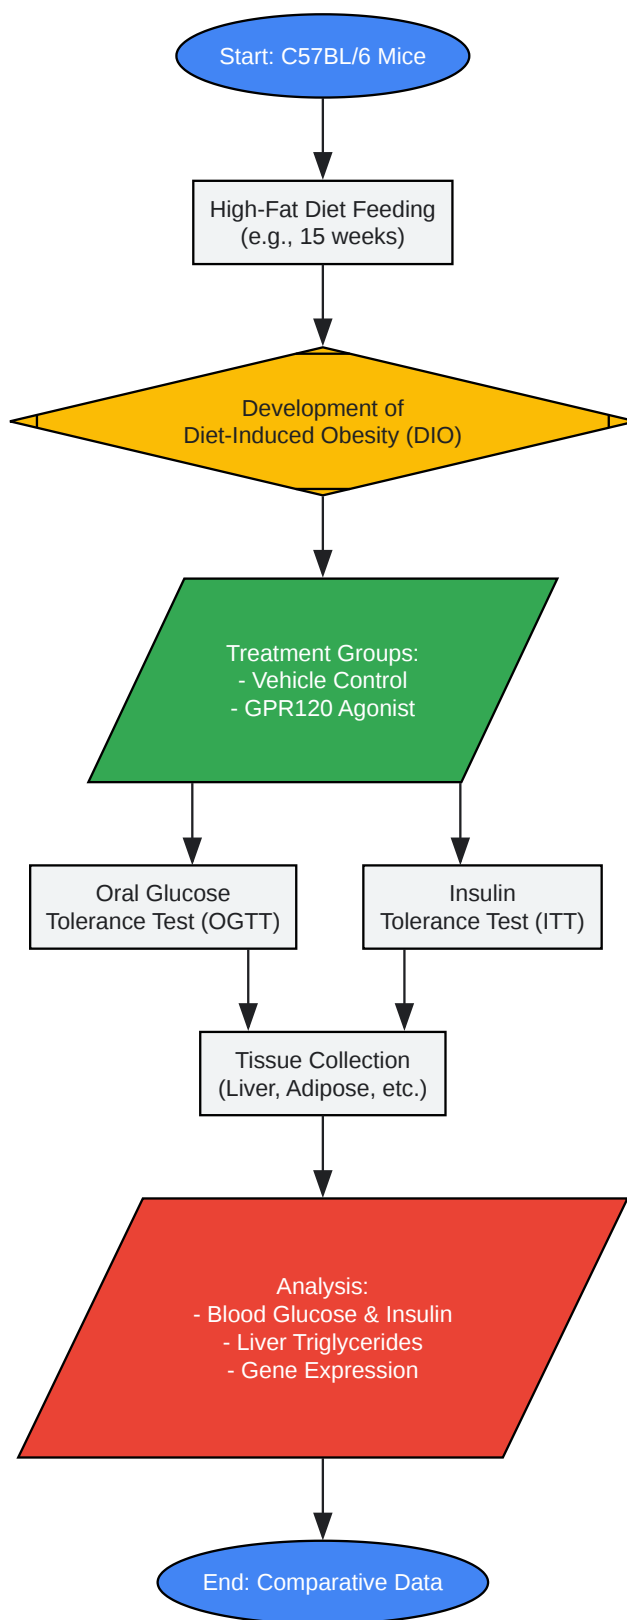 Start: C57BL/6 Mice
High-Fat Diet Feeding
(e.g., 15 weeks)
Development of
Diet-Induced Obesity (DIO)
Treatment Groups:
- Vehicle Control
- GPR120 Agonist
Oral Glucose
Tolerance Test (OGTT)
Insulin
Tolerance Test (ITT)
Tissue Collection
(Liver, Adipose, etc.)
Analysis:
- Blood Glucose & Insulin
- Liver Triglycerides
- Gene Expression
End: Comparative Data